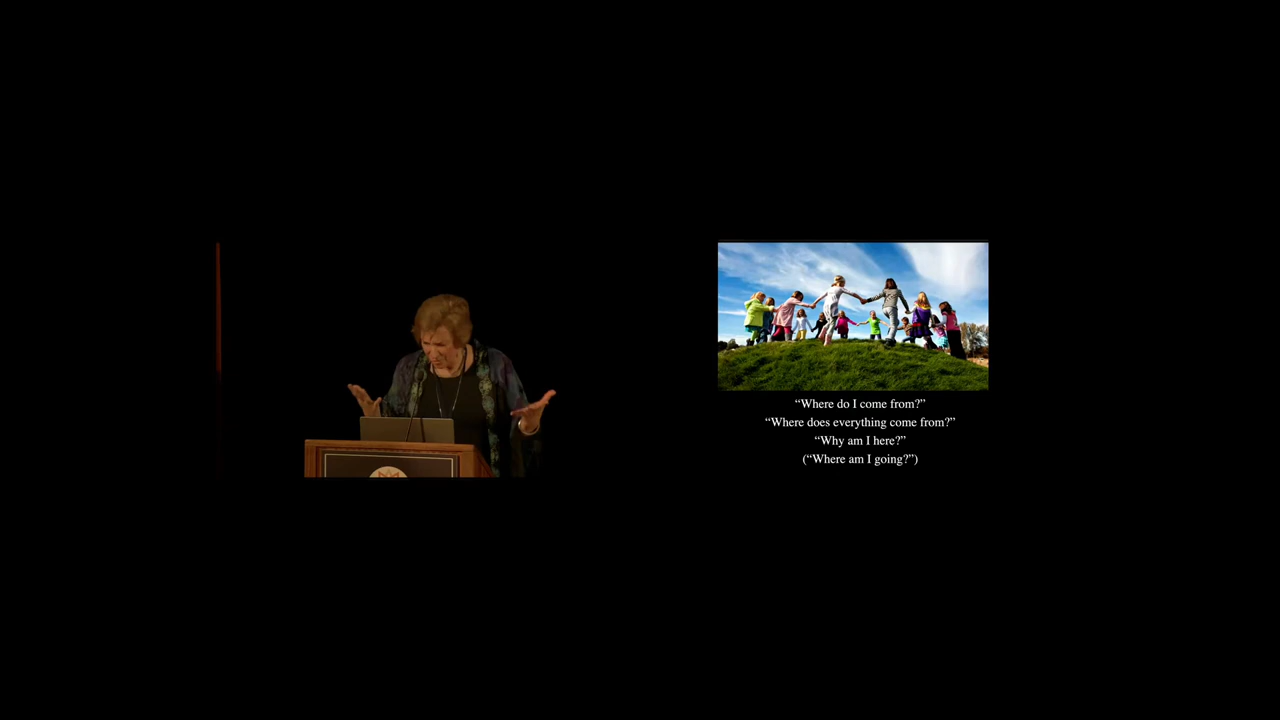 “Where do I come from?”
“Where does everything come from?”
“Why am I here?”
(“Where am I going?”)